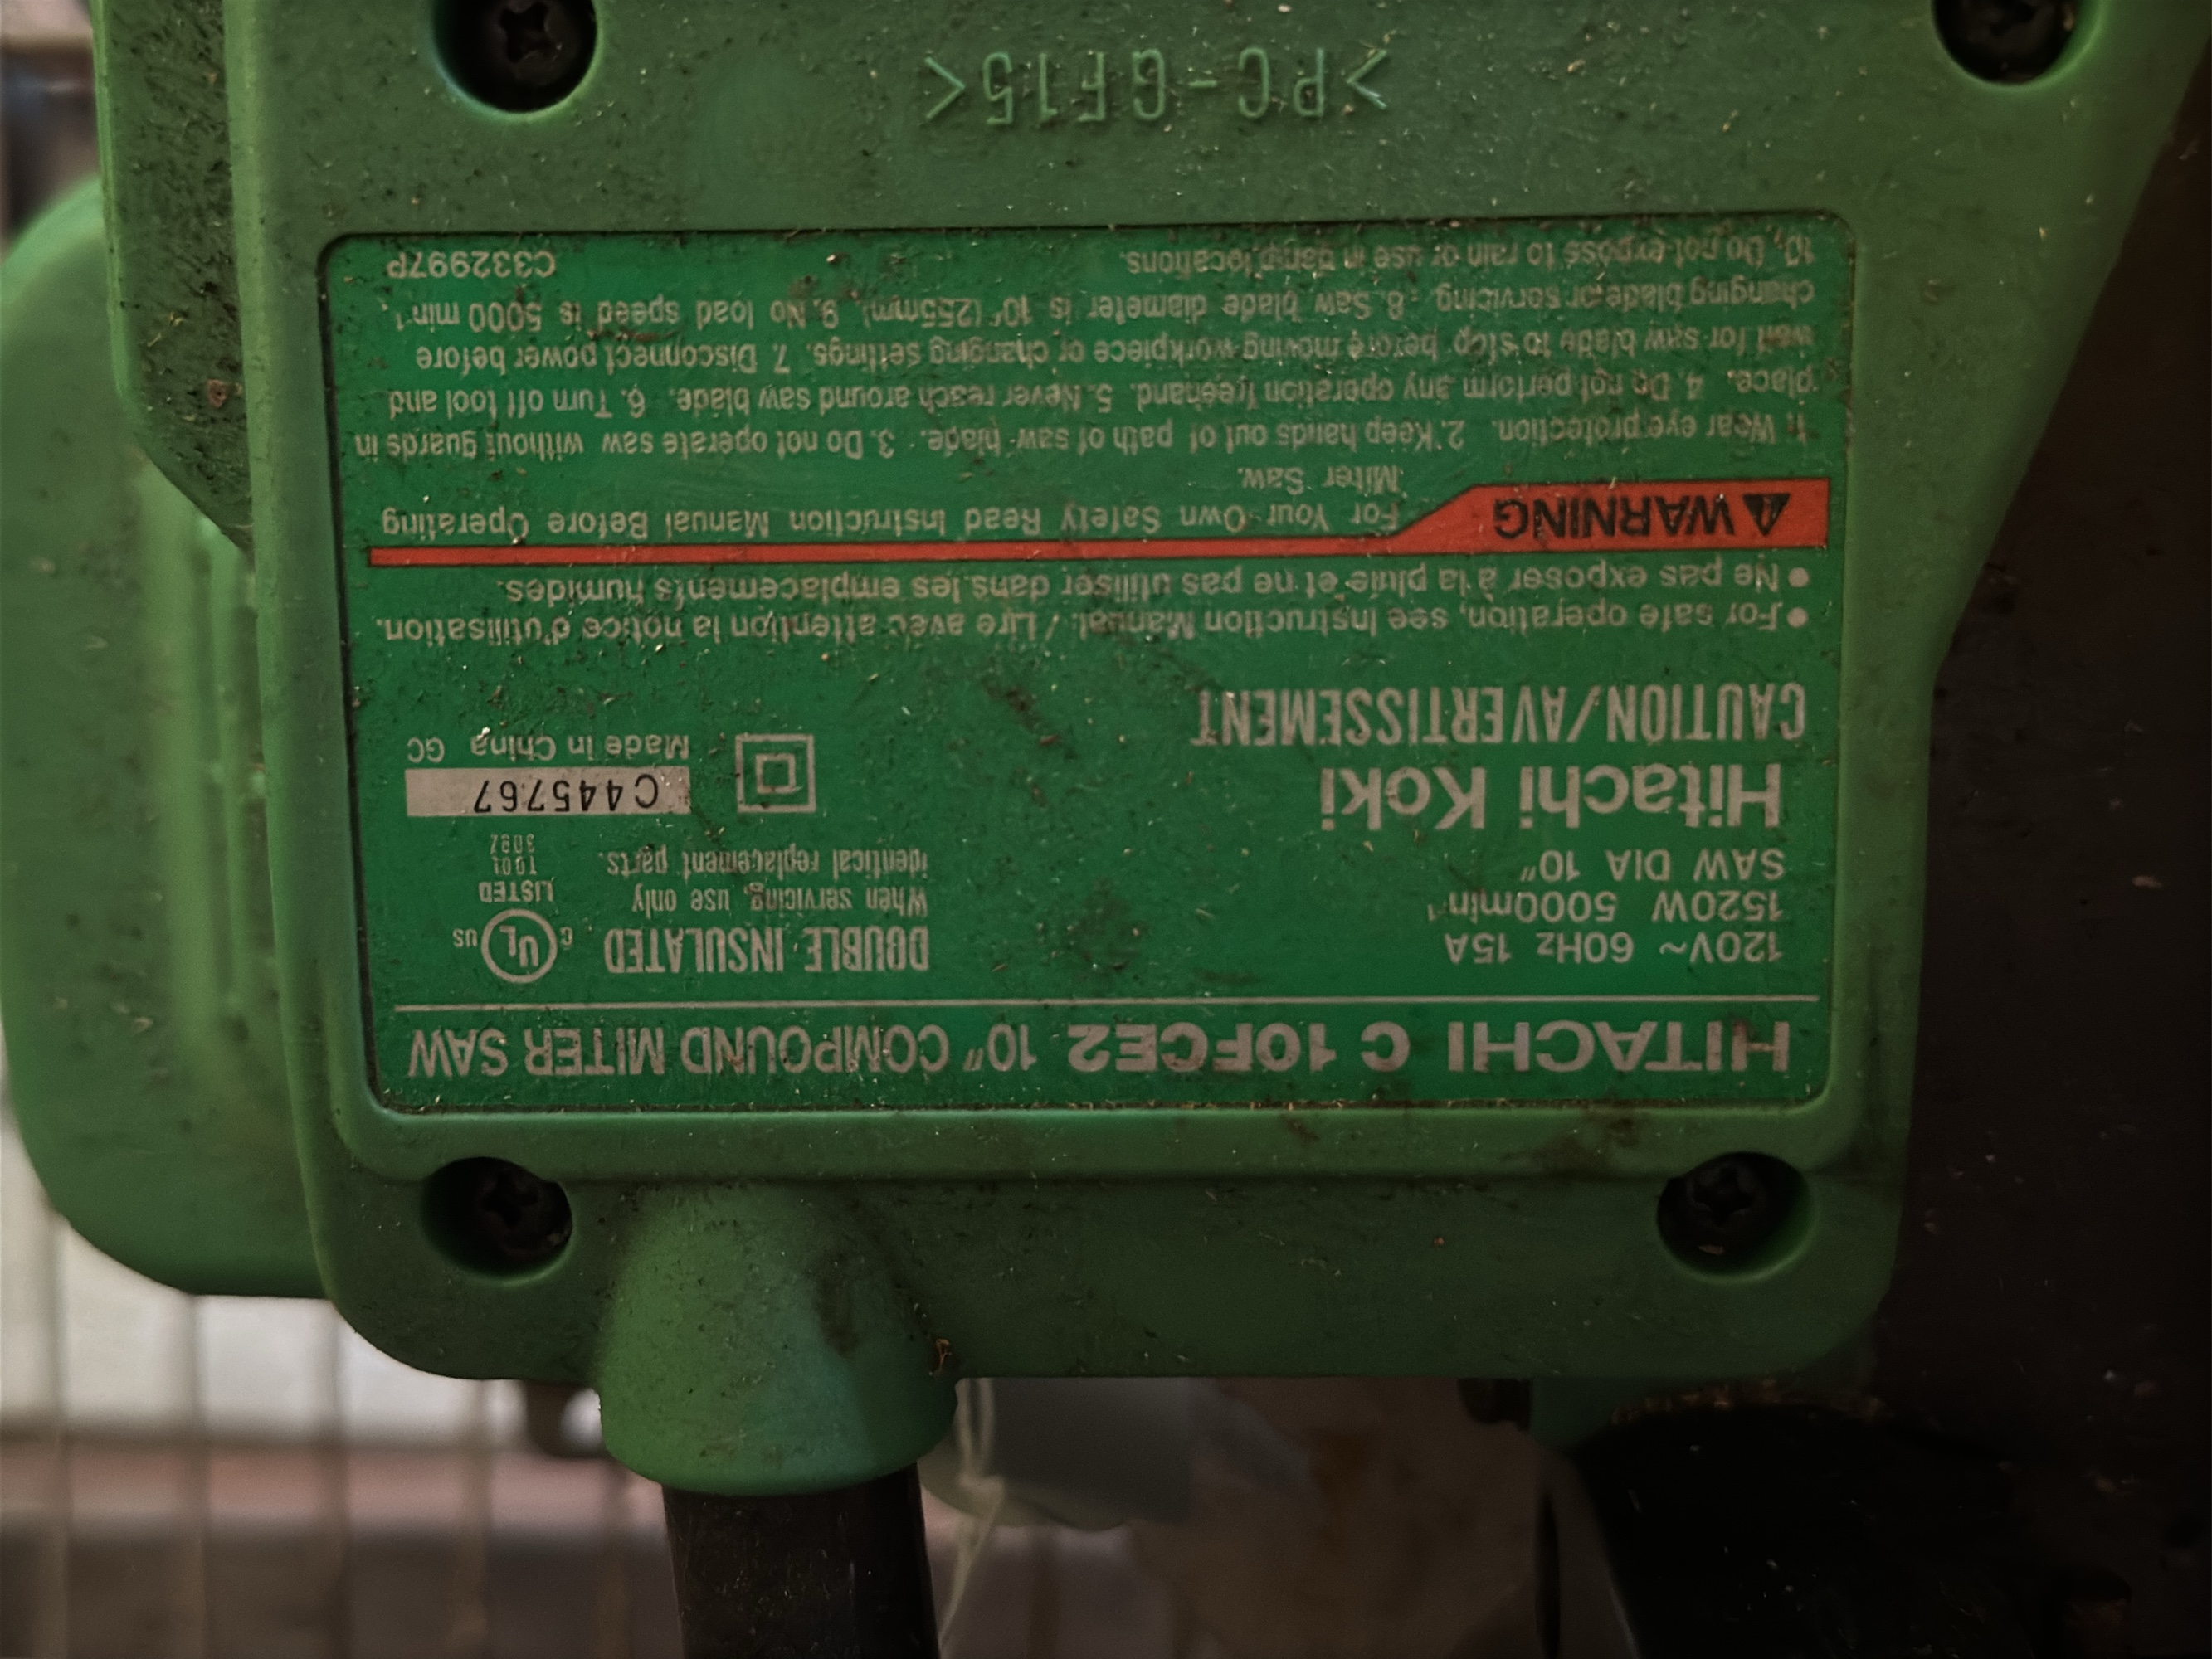 HITACHI C 10FCE2 10" COMPOUND MITER SAW
120V~ 60Hz 15A
1520W 5000min⁻¹
SAW DIA 10"
Hitachi Koki
DOUBLE INSULATED
When servicing, use only
identical replacement parts.
C UL US
LISTED
TOOL
308Z
C445767
Made in China GC
CAUTION/AVERTISSEMENT
• For safe operation, see Instruction Manual. / Lire avec attention la notice d'utilisation.
• Ne pas exposer à la pluie et ne pas utiliser dans les emplacements humides.
WARNING
For Your Own Safety Read Instruction Manual Before Operating
Miter Saw.
1. Wear eye protection. 2. Keep hands out of path of saw blade. 3. Do not operate saw without guards in
place. 4. Do not perform any operation freehand. 5. Never reach around saw blade. 6. Turn off tool and
wait for saw blade to stop before moving workpiece or changing settings. 7. Disconnect power before
changing blade or servicing. 8. Saw blade diameter is 10" (255mm). 9. No load speed is 5000 min⁻¹.
10. Do not expose to rain or use in damp locations.
C332997P
>PC-GF15<